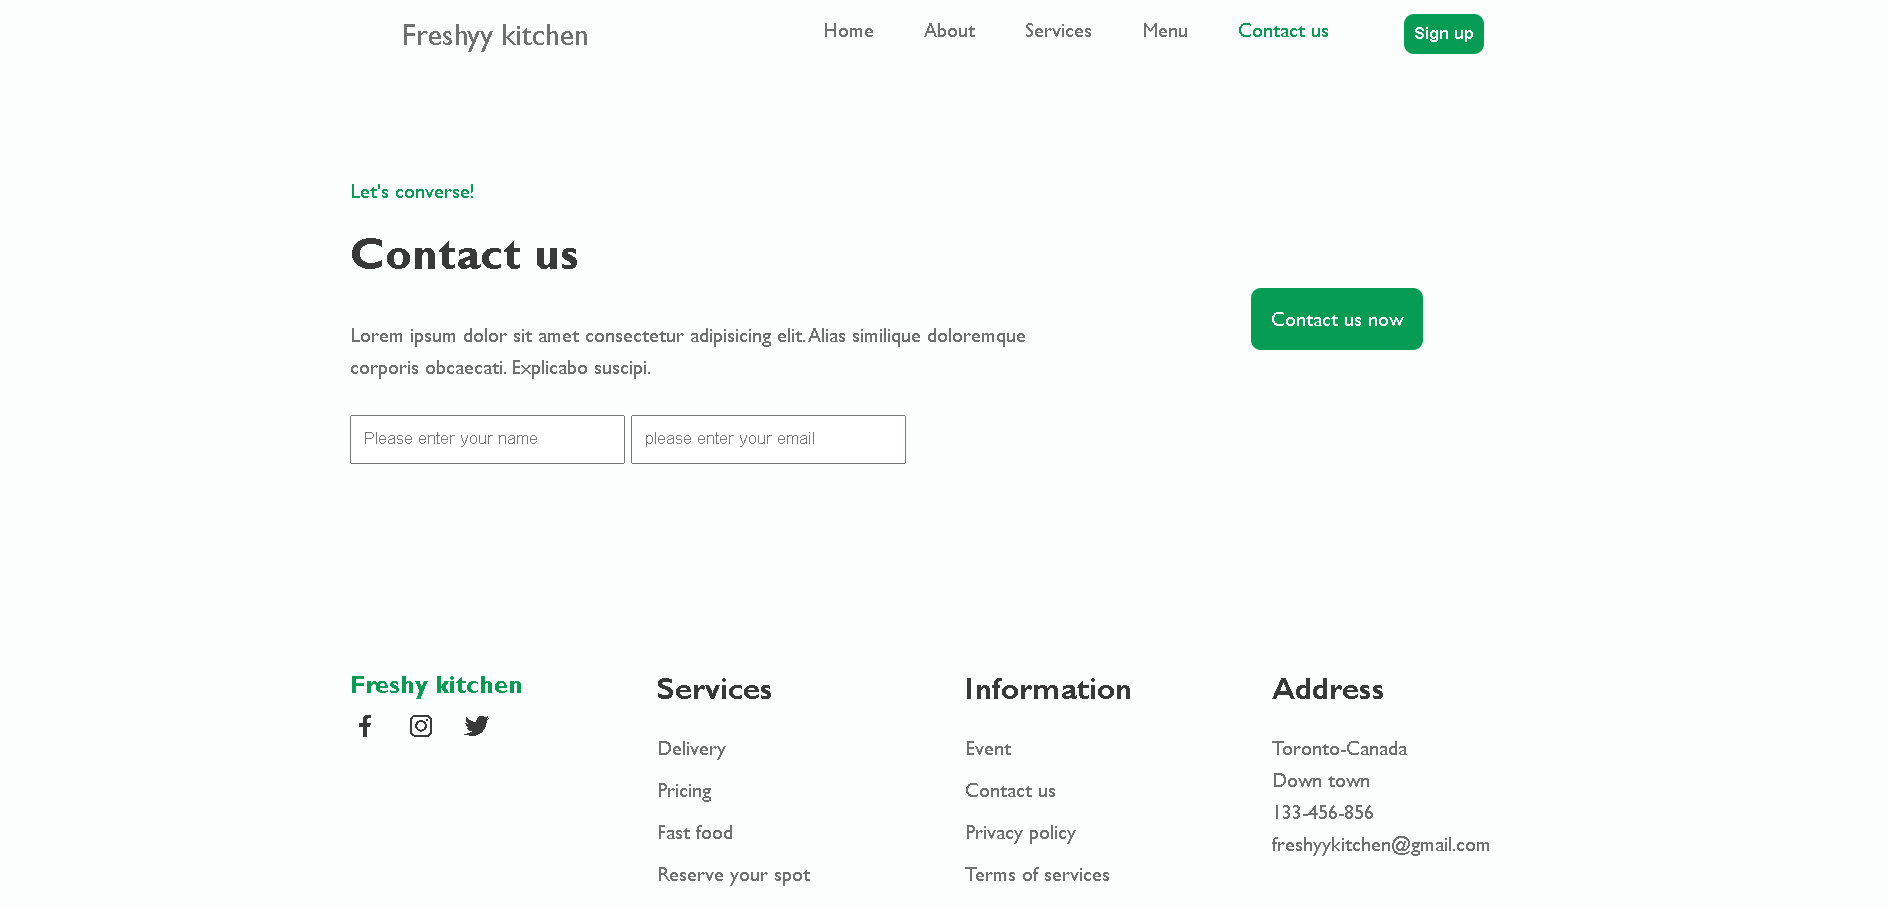 Freshyy kitchen
Home
About
Services
Menu
Contact us
Sign up
Let's converse!
Contact us
Lorem ipsum dolor sit amet consectetur adipisicing elit. Alias similique doloremque
corporis obcaecati. Explicabo suscipi.
Please enter your name
please enter your email
Contact us now
Freshy kitchen
Services
Delivery
Pricing
Fast food
Reserve your spot
Information
Event
Contact us
Privacy policy
Terms of services
Address
Toronto-Canada
Down town
133-456-856
freshyykitchen@gmail.com